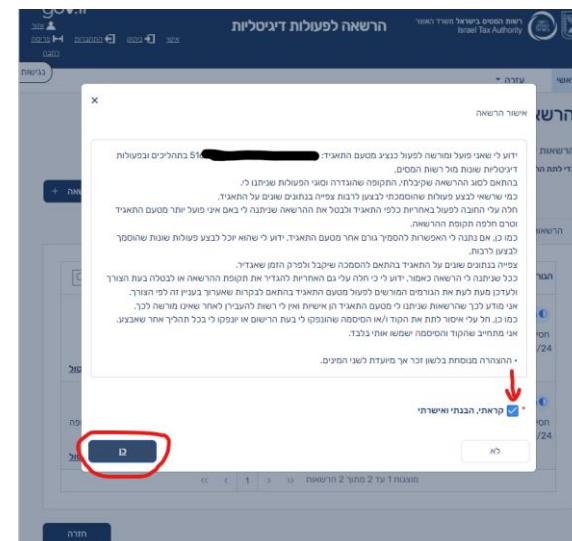 gov.il
הרשאה לפעולות דיגיטליות
רשות המסים בישראל משרד האוצר
Israel Tax Authority
נגישות
עזרה
אישור הרשאה
ידוע לי שאני פועל ומורשה לפעול כנציג מטעם התאגיד: 516 בתהליכים ובפעולות
דיגיטליות שונות מול רשות המסים.
בהתאם לסוג ההרשאה שקיבלתי, התקופה שהוגדרה וסוגי הפעולות שניתנו לי.
כמי שרשאי לבצע פעולות שהוסמכתי לבצען לרבות צפייה בנתונים שונים על התאגיד,
חלה עלי החובה לפעול באחריות כלפי התאגיד ולבטל את ההרשאה שניתנה לי באם איני פועל יותר מטעם התאגיד
וטרם חלפה תקופת ההרשאה.
כמו כן, אם נתנה לי האפשרות להסמיך גורם אחר מטעם התאגיד, ידוע לי שהוא יוכל לבצע פעולות שונות שהוסמך
לבצען לרבות.
צפייה בנתונים שונים על התאגיד בהתאם להסמכה שיקבל ולפרק הזמן שאגדיר.
ככל שניתנה לי הרשאה כאמור, ידוע לי כי חלה עלי גם האחריות להגדיר את תקופת ההרשאה או לבטלה בעת הצורך
ולעדכן מעת לעת את הגורמים המורשים לפעול מטעם התאגיד בהתאם לבקרות שאערוך בעניין זה לפי הצורך.
אני מודע לכך שהרשאות שניתנו לי מטעם התאגיד הן אישיות ואין לי רשות להעבירן לאחר שאינו מורשה לכך.
כמו כן, חל עלי איסור לתת את הקוד ו/או הסיסמה שהונפקו לי בעת הרישום או יונפקו לי בכל תהליך אחר שאבצע.
אני מתחייב שהקוד והסיסמה ישמשו אותי בלבד.
• ההצהרה מנוסחת בלשון זכר אך מיועדת לשני המינים.
* קראתי, הבנתי ואישרתי
לא
כן
מוצגות 1 עד 2 מתוך 2 הרשאות
1
חזרה